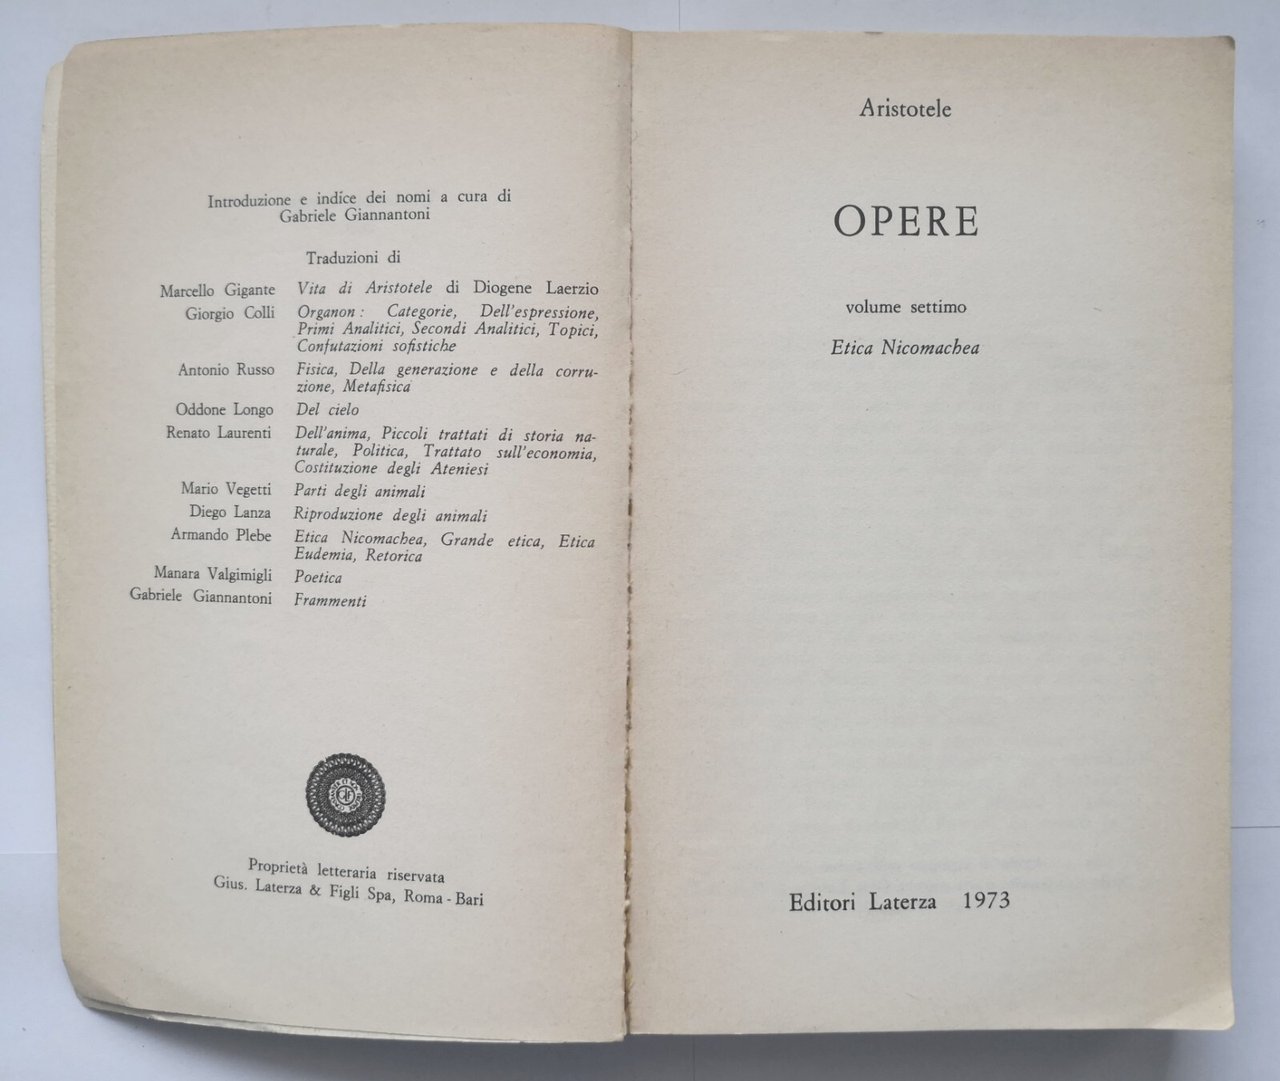 Introduzione e indice dei nomi a cura di
Gabriele Giannantoni
Traduzioni di
Marcello Gigante Vita di Aristotele di Diogene Laerzio
Giorgio Colli Organon : Categorie, Dell'espressione,
Primi Analitici, Secondi Analitici, Topici,
Confutazioni sofistiche
Antonio Russo Fisica, Della generazione e della corru-
zione, Metafisica
Oddone Longo Del cielo
Renato Laurenti Dell'anima, Piccoli trattati di storia na-
turale, Politica, Trattato sull'economia,
Costituzione degli Ateniesi
Mario Vegetti Parti degli animali
Diego Lanza Riproduzione degli animali
Armando Plebe Etica Nicomachea, Grande etica, Etica
Eudemia, Retorica
Manara Valgimigli Poetica
Gabriele Giannantoni Frammenti
Proprietà letteraria riservata
Gius. Laterza & Figli Spa, Roma - Bari
Aristotele
OPERE
volume settimo
Etica Nicomachea
Editori Laterza 1973